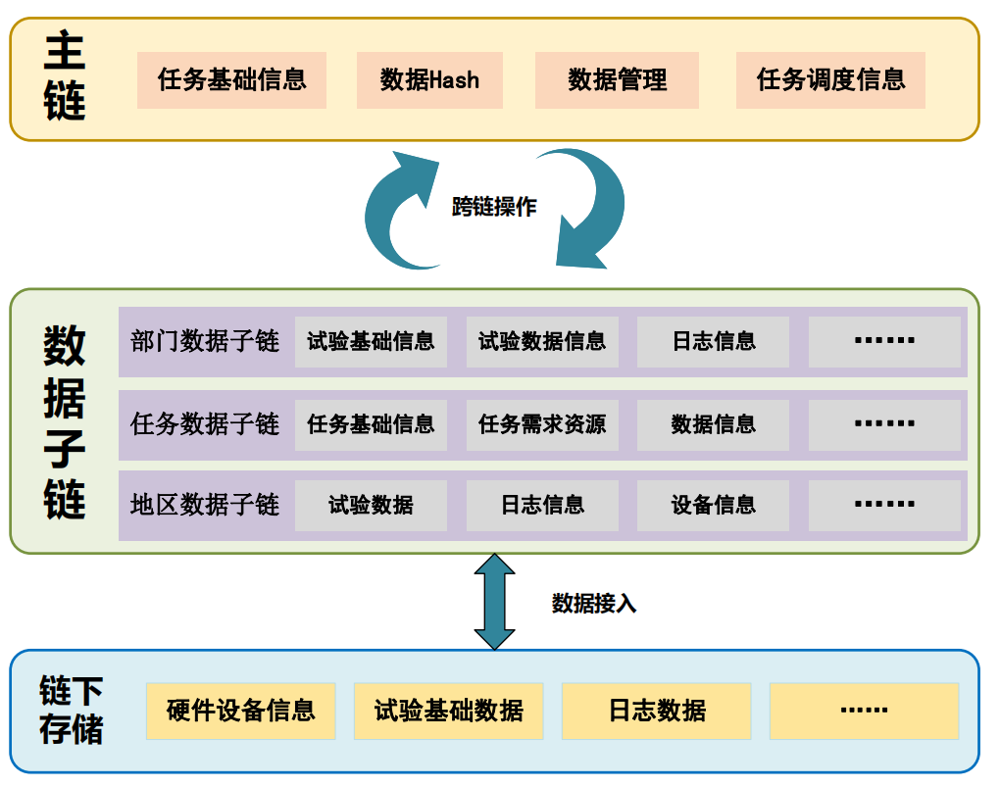 主链
任务基础信息
数据Hash
数据管理
任务调度信息
跨链操作
数据子链
部门数据子链
试验基础信息
试验数据信息
日志信息
······
任务数据子链
任务基础信息
任务需求资源
数据信息
······
地区数据子链
试验数据
日志信息
设备信息
······
数据接入
链下
存储
硬件设备信息
试验基础数据
日志数据
······